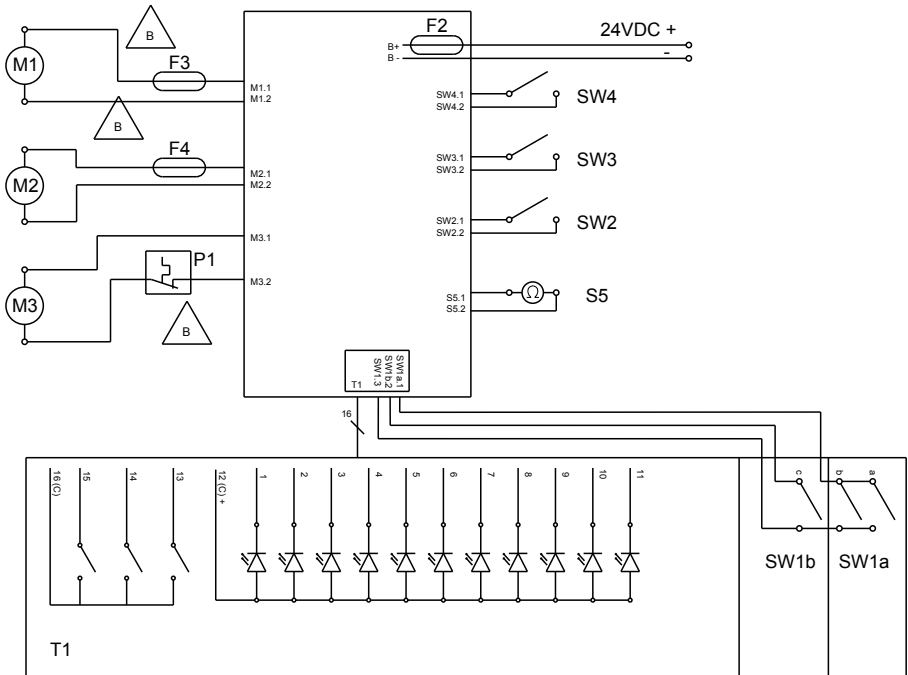 B
F2
24VDC +
M1
F3
B+
B -
-
M1.1
M1.2
SW4.1
SW4.2
SW4
B
F4
M2
M2.1
M2.2
SW3.1
SW3.2
SW3
M3.1
SW2.1
SW2.2
SW2
P1
M3.2
M3
B
S5.1
S5.2
Ω
S5
T1
SW1.3
SW1b.2
SW1a.1
16
16 (C)
15
14
13
12 (C) +
1
2
3
4
5
6
7
8
9
10
11
c
b
a
SW1b
SW1a
T1